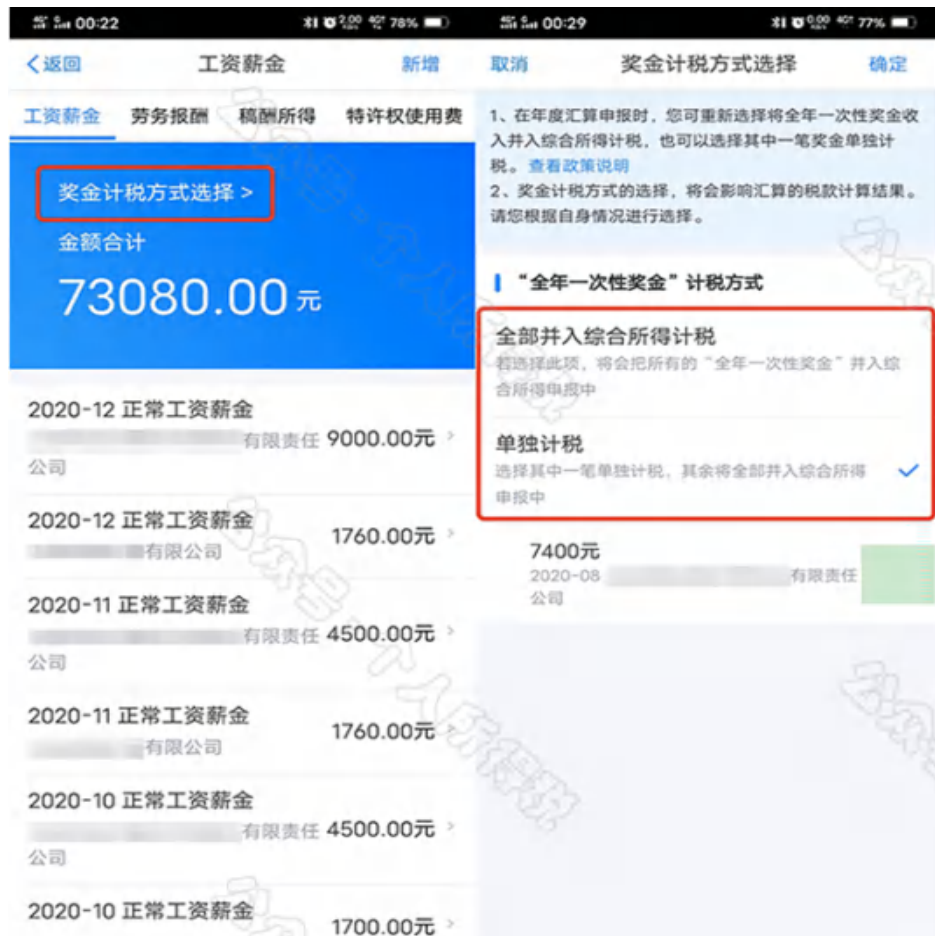 00:22
2.00
78%
返回
工资薪金
新增
工资薪金 劳务报酬 稿酬所得 特许权使用费
奖金计税方式选择 >
金额合计
73080.00 元
2020-12 正常工资薪金
有限责任 9000.00元
公司
2020-12 正常工资薪金
1760.00元
有限公司
2020-11 正常工资薪金
有限责任 4500.00元
公司
2020-11 正常工资薪金
1760.00元
有限公司
2020-10 正常工资薪金
有限责任 4500.00元
公司
2020-10 正常工资薪金
1700.00元
00:29
0.00
77%
取消
奖金计税方式选择
确定
1、在年度汇算申报时，您可重新选择将全年一次性奖金收
入并入综合所得计税，也可以选择其中一笔奖金单独计
税。查看政策说明
2、奖金计税方式的选择，将会影响汇算的税款计算结果。
请您根据自身情况进行选择。
“全年一次性奖金”计税方式
全部并入综合所得计税
若选择此项，将会把所有的“全年一次性奖金”并入综
合所得申报中
单独计税
选择其中一笔单独计税，其余将全部并入综合所得
申报中
7400元
2020-08 有限责任
公司
公众号·个人所得税